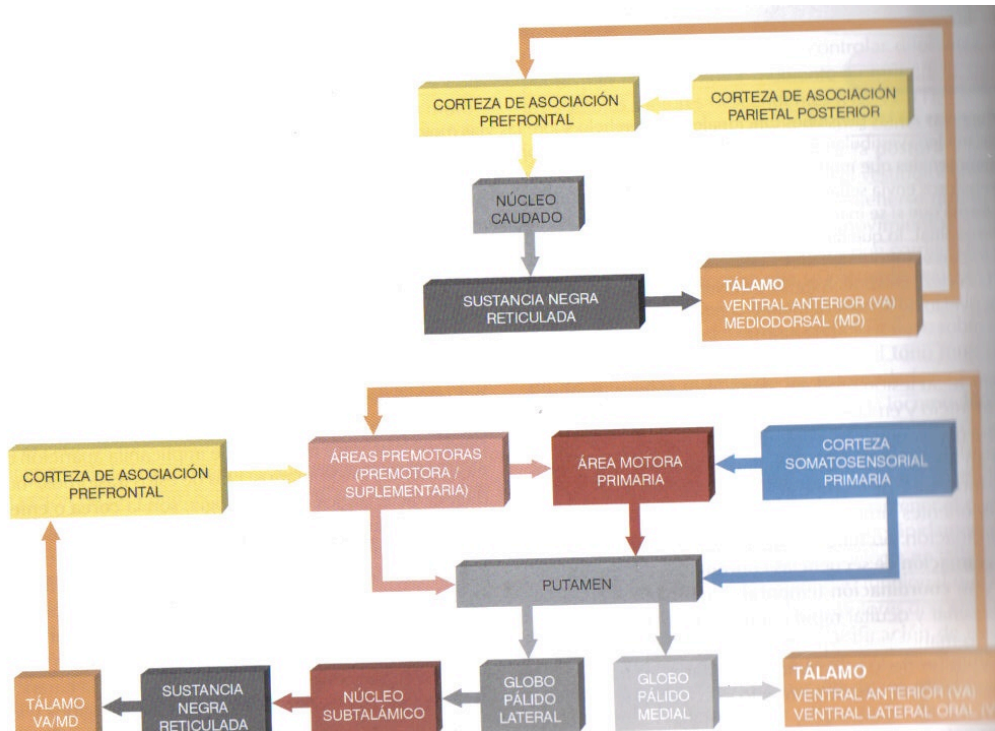 controlar
CORTEZA DE ASOCIACIÓN
PREFRONTAL
CORTEZA DE ASOCIACIÓN
PARIETAL POSTERIOR
NÚCLEO
CAUDADO
SUSTANCIA NEGRA
RETICULADA
TÁLAMO
VENTRAL ANTERIOR (VA)
MEDIODORSAL (MD)
CORTEZA DE ASOCIACIÓN
PREFRONTAL
ÁREAS PREMOTORAS
(PREMOTORA /
SUPLEMENTARIA)
ÁREA MOTORA
PRIMARIA
CORTEZA
SOMATOSENSORIAL
PRIMARIA
PUTAMEN
TÁLAMO
VA/MD
SUSTANCIA
NEGRA
RETICULADA
NÚCLEO
SUBTALÁMICO
GLOBO
PÁLIDO
LATERAL
GLOBO
PÁLIDO
MEDIAL
TÁLAMO
VENTRAL ANTERIOR (VA)
VENTRAL LATERAL ORAL (V